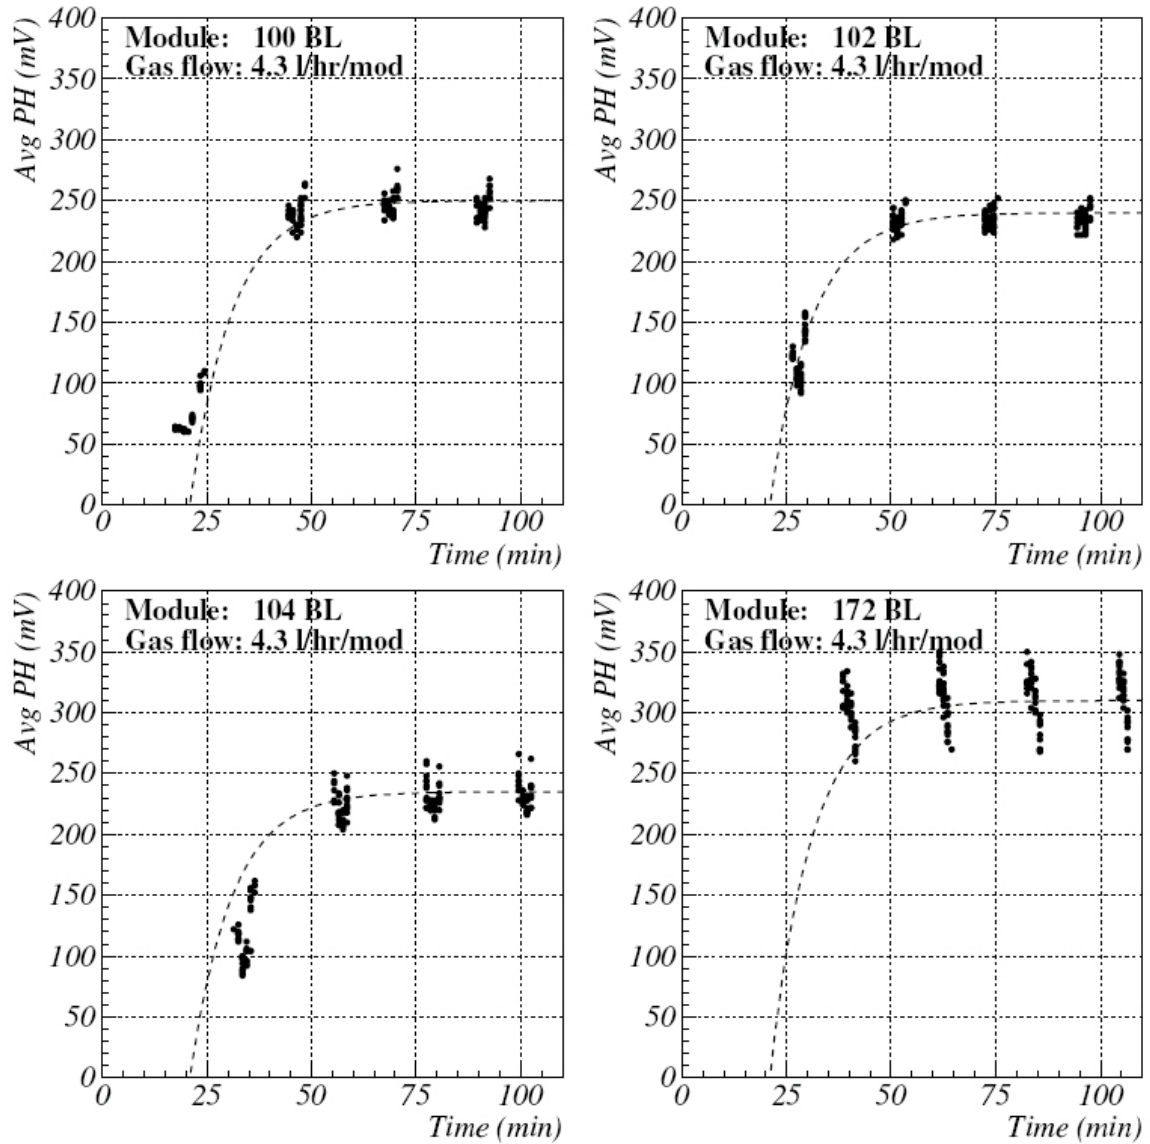 Module: 100 BL
Gas flow: 4.3 l/hr/mod
Avg PH (mV)
400
350
300
250
200
150
100
50
0
0 25 50 75 100
Time (min)
Module: 102 BL
Gas flow: 4.3 l/hr/mod
Avg PH (mV)
400
350
300
250
200
150
100
50
0
0 25 50 75 100
Time (min)
Module: 104 BL
Gas flow: 4.3 l/hr/mod
Avg PH (mV)
400
350
300
250
200
150
100
50
0
0 25 50 75 100
Time (min)
Module: 172 BL
Gas flow: 4.3 l/hr/mod
Avg PH (mV)
400
350
300
250
200
150
100
50
0
0 25 50 75 100
Time (min)